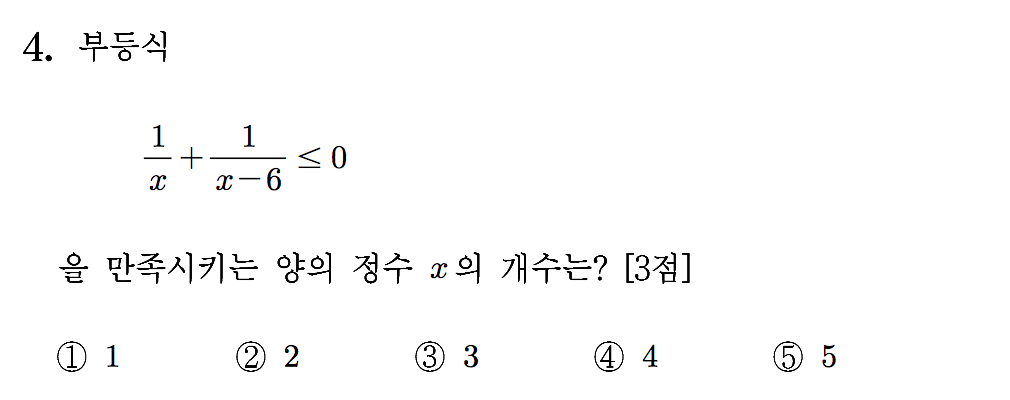 4. 부등식
1/x + 1/(x-6) ≤ 0
을 만족시키는 양의 정수 x의 개수는? [3점]
① 1 ② 2 ③ 3 ④ 4 ⑤ 5